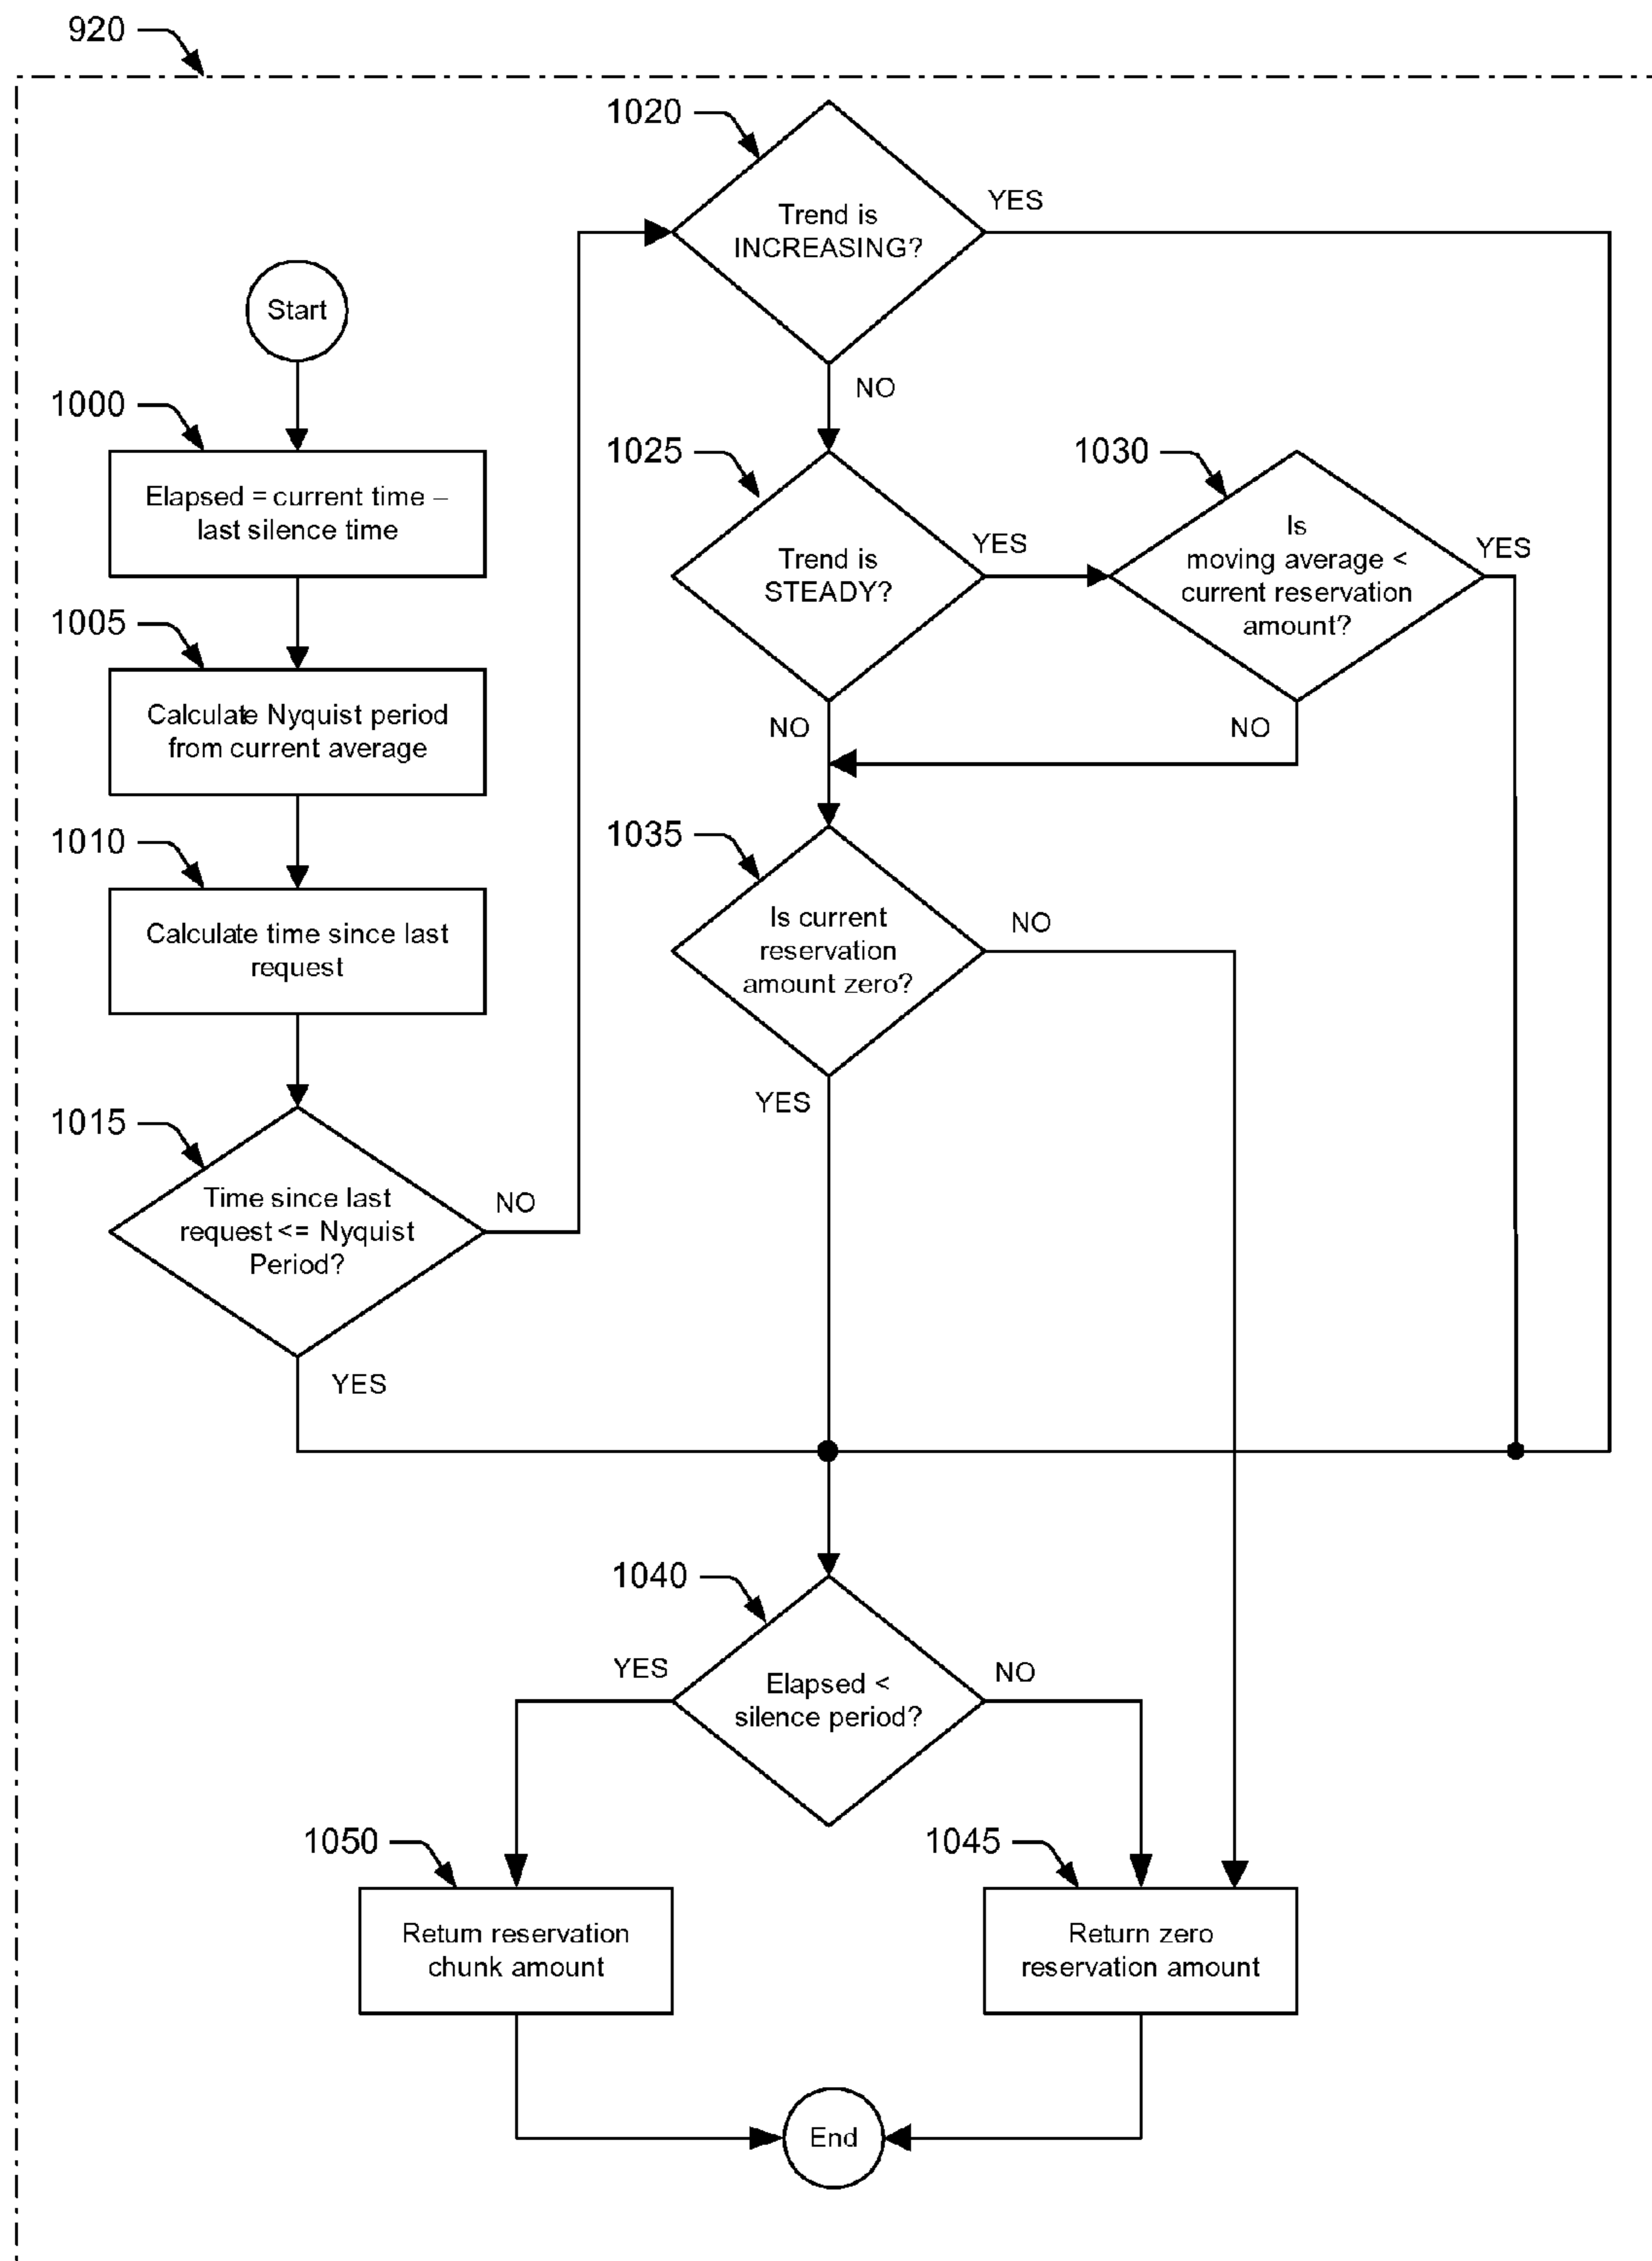 920
Start
1000
Elapsed = current time –
last silence time
1005
Calculate Nyquist period
from current average
1010
Calculate time since last
request
1015
Time since last
request <= Nyquist
Period?
NO
YES
1020
Trend is
INCREASING?
YES
NO
1025
Trend is
STEADY?
YES
NO
1030
Is
moving average <
current reservation
amount?
YES
NO
1035
Is current
reservation
amount zero?
NO
YES
1040
Elapsed <
silence period?
YES
NO
1050
Return reservation
chunk amount
1045
Return zero
reservation amount
End